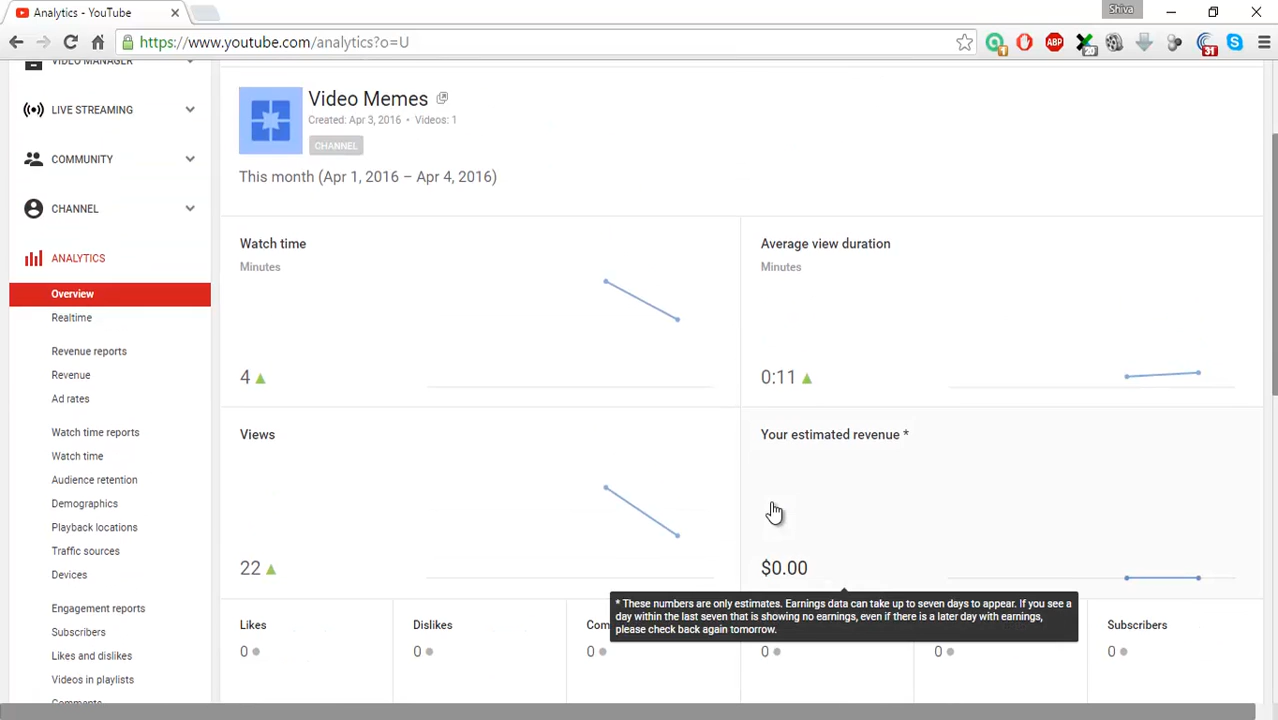 Analytics - YouTube
Shiva
https://www.youtube.com/analytics?o=U
1
ABP
20
31
VIDEO MANAGER
LIVE STREAMING
COMMUNITY
CHANNEL
ANALYTICS
Overview
Realtime
Revenue reports
Revenue
Ad rates
Watch time reports
Watch time
Audience retention
Demographics
Playback locations
Traffic sources
Devices
Engagement reports
Subscribers
Likes and dislikes
Videos in playlists
Comments
Video Memes
Created: Apr 3, 2016 • Videos: 1
CHANNEL
This month (Apr 1, 2016 – Apr 4, 2016)
Watch time
Minutes
4
Average view duration
Minutes
0:11
Views
22
Your estimated revenue *
$0.00
* These numbers are only estimates. Earnings data can take up to seven days to appear. If you see a
day within the last seven that is showing no earnings, even if there is a later day with earnings,
please check back again tomorrow.
Likes
0
Dislikes
0
Com
0
0
0
Subscribers
0